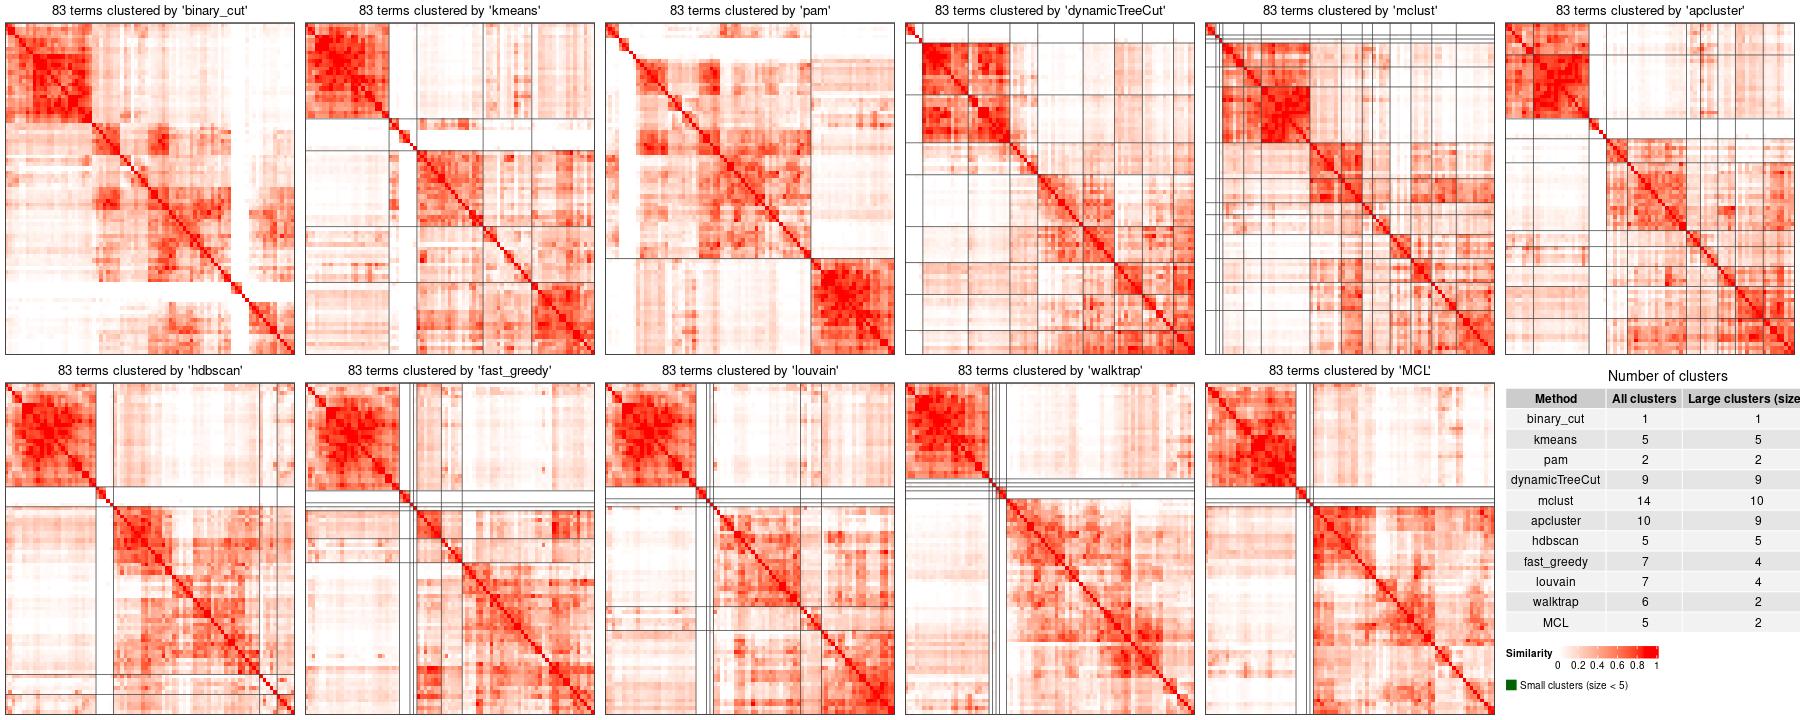 83 terms clustered by 'binary_cut'
83 terms clustered by 'kmeans'
83 terms clustered by 'pam'
83 terms clustered by 'dynamicTreeCut'
83 terms clustered by 'mclust'
83 terms clustered by 'apcluster'
83 terms clustered by 'hdbscan'
83 terms clustered by 'fast_greedy'
83 terms clustered by 'louvain'
83 terms clustered by 'walktrap'
83 terms clustered by 'MCL'
Number of clusters
Method All clusters Large clusters (size
binary_cut 1 1
kmeans 5 5
pam 2 2
dynamicTreeCut 9 9
mclust 14 10
apcluster 10 9
hdbscan 5 5
fast_greedy 7 4
louvain 7 4
walktrap 6 2
MCL 5 2
Similarity
0 0.2 0.4 0.6 0.8 1
Small clusters (size < 5)